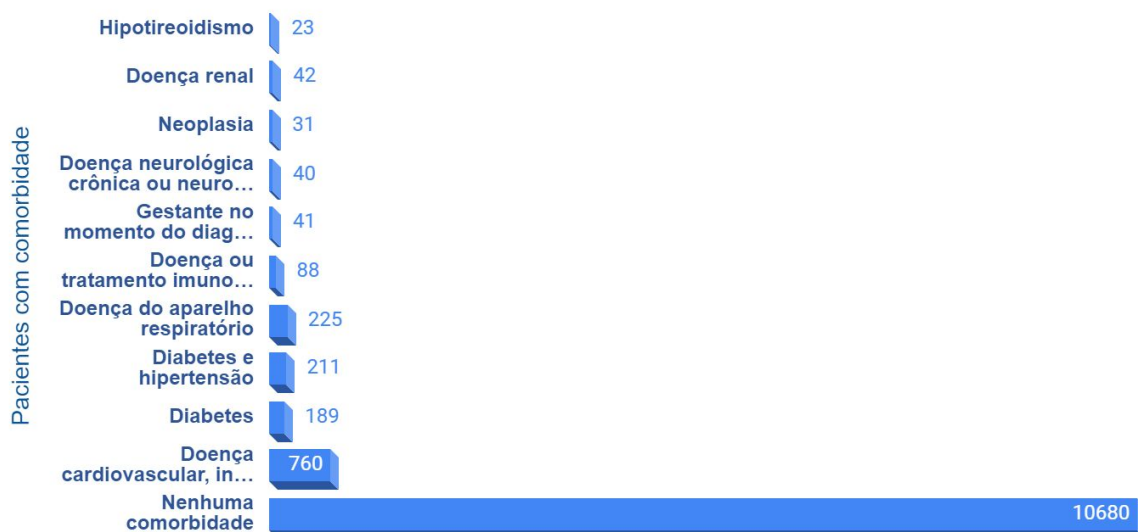 Pacientes com comorbidade
Hipotireoidismo
23
Doença renal
42
Neoplasia
31
Doença neurológica
crônica ou neuro…
40
Gestante no
momento do diag…
41
Doença ou
tratamento imuno…
88
Doença do aparelho
respiratório
225
Diabetes e
hipertensão
211
Diabetes
189
Doença
cardiovascular, in…
760
Nenhuma
comorbidade
10680